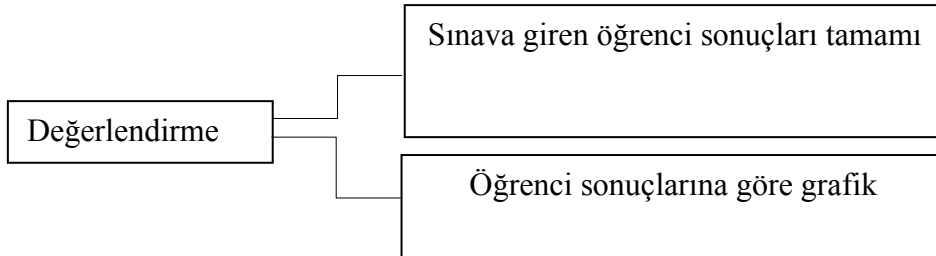 Sınava giren öğrenci sonuçları tamamı
Değerlendirme
Öğrenci sonuçlarına göre grafik